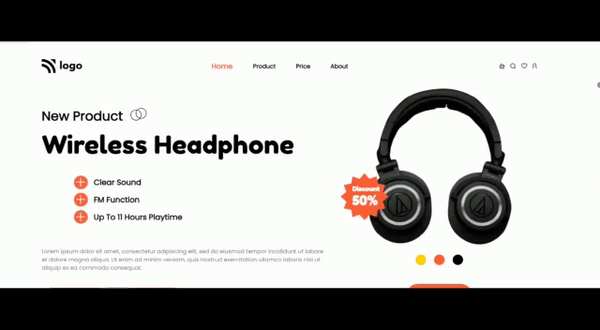 logo
Home Product Price About
New Product
Wireless Headphone
Clear Sound
FM Function
Up To 11 Hours Playtime
Discount
50%
Lorem ipsum dolor sit amet, consectetur adipiscing elit, sed do eiusmod tempor incididunt ut labore
et dolore magna aliqua. Ut enim ad minim veniam, quis nostrud exercitation ullamco laboris nisi ut
aliquip ex ea commodo consequat.